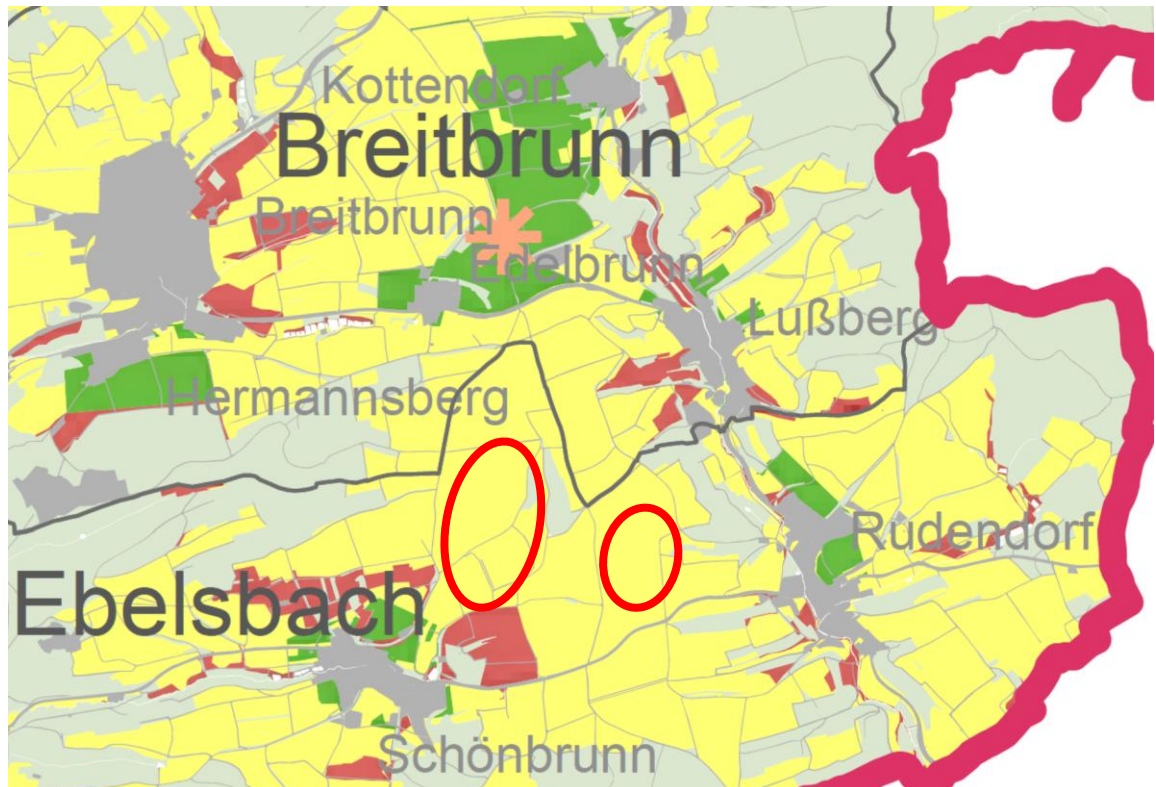 Kottendorf
Breitbrunn
Breitbrunn
Edelbrunn
Lußberg
Hermannsberg
Rudendorf
Ebelsbach
Schönbrunn